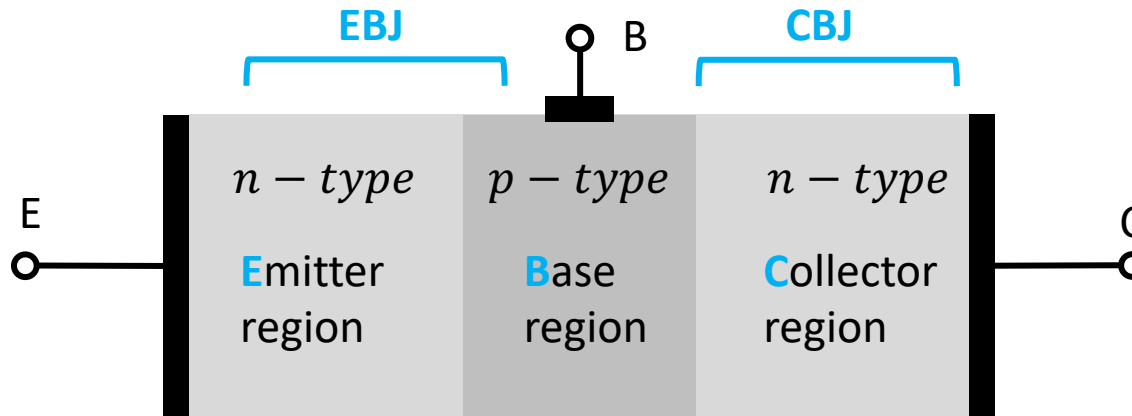 EBJ
CBJ
B
n − type
p − type
n − type
E
C
Emitter
region
Base
region
Collector
region